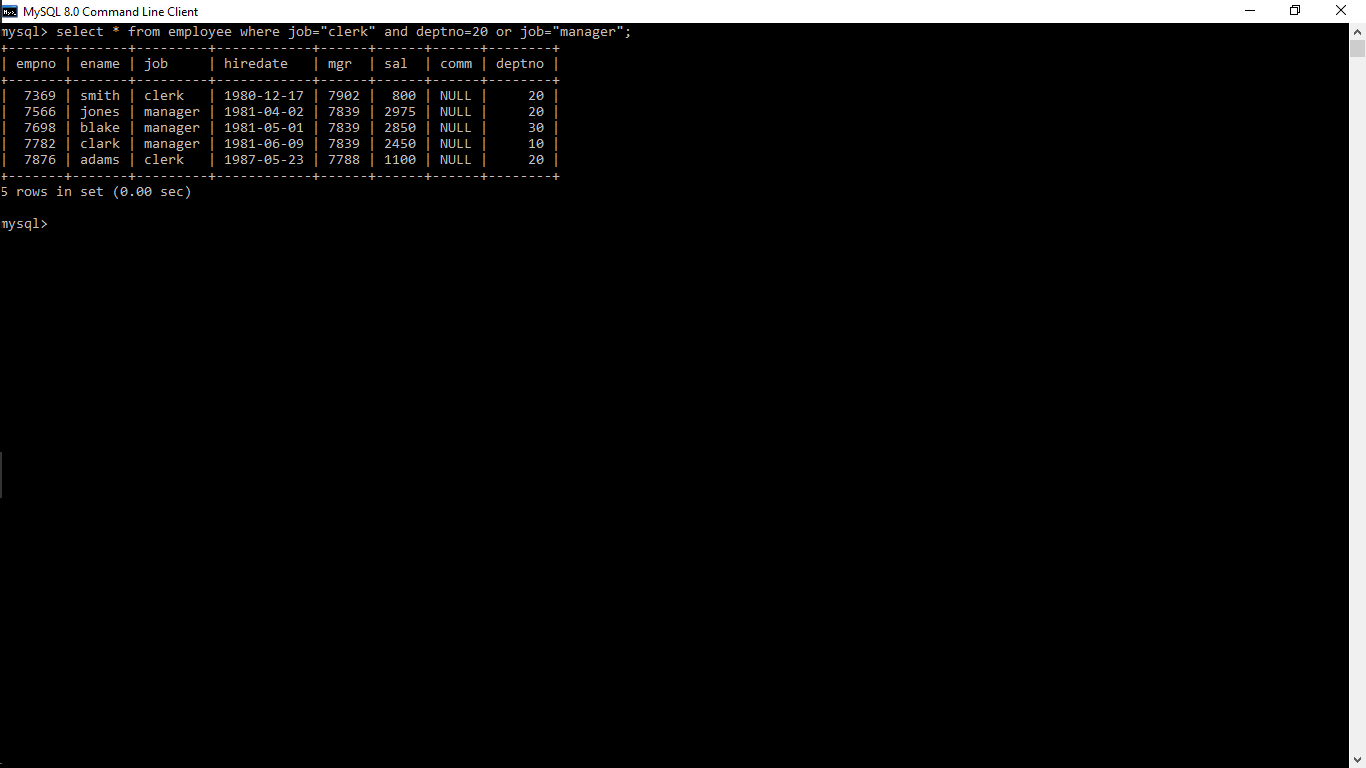 MySQL 8.0 Command Line Client
mysql> select * from employee where job="clerk" and deptno=20 or job="manager";
+-------+-------+---------+------------+------+------+------+--------+
| empno | ename | job     | hiredate   | mgr  | sal  | comm | deptno |
+-------+-------+---------+------------+------+------+------+--------+
|  7369 | smith | clerk   | 1980-12-17 | 7902 |  800 | NULL |     20 |
|  7566 | jones | manager | 1981-04-02 | 7839 | 2975 | NULL |     20 |
|  7698 | blake | manager | 1981-05-01 | 7839 | 2850 | NULL |     30 |
|  7782 | clark | manager | 1981-06-09 | 7839 | 2450 | NULL |     10 |
|  7876 | adams | clerk   | 1987-05-23 | 7788 | 1100 | NULL |     20 |
+-------+-------+---------+------------+------+------+------+--------+
5 rows in set (0.00 sec)
mysql>